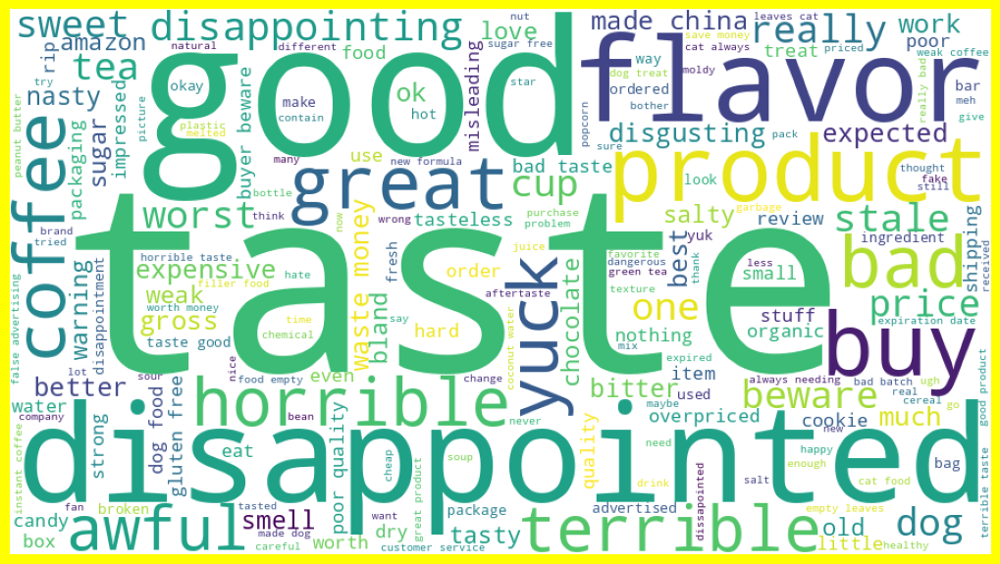 sweet
disappointing
good
love
nut
sugar free
made china
leaves cat
save money
really
work
amazon
natural
different
food
misleading
flavor
cat always
priced
weak coffee
poor
rip
tea
try
okay
star
way
dog treat
moldy
treat
nasty
picture
make
ok
ordered
bother
really bad
bar
meh
give
peanut butter
packaging
sugar
impressed
plastic
melted
buyer beware
contain
hot
popcorn
disgusting
pack
expected
coffee
many
use
new formula
bad taste
sure
product
look
thought
fake
still
great
cup
worst
think
bottle
now
wrong
tasteless
purchase
problem
salty
garbage
review
stale
brand
tried
taste
yuk
best
ingredient
shipping
received
horrible taste
hate
waste money
fresh
order
juice
favorite
dangerous
green tea
thank
less
small
bad
expensive
warning
disappointment
filler food
weak
worth money
aftertaste
yuck
chocolate
texture
one
stuff
price
expiration date
false advertising
gross
time
chemical
bland
say
hard
coconut water
nothing
organic
mix
buy
taste good
nice
expired
better
lot
sour
food empty
even
change
bitter
item
used
always needing
bad batch
ugh
real
cereal
good product
water
company
gluten free
horrible
bean
never
maybe
overpriced
beware
cookie
new
much
go
strong
dog food
disappointed
eat
poor quality
cheap
great product
soup
quality
need
drink
dissapointed
happy
enough
salt
cat food
bag
terrible taste
instant coffee
candy
fan
broken
tasted
want
package
advertised
empty leaves
box
awful
smell
made dog
careful
worth
dry
customer service
tasty
terrible
old
little
dog
healthy